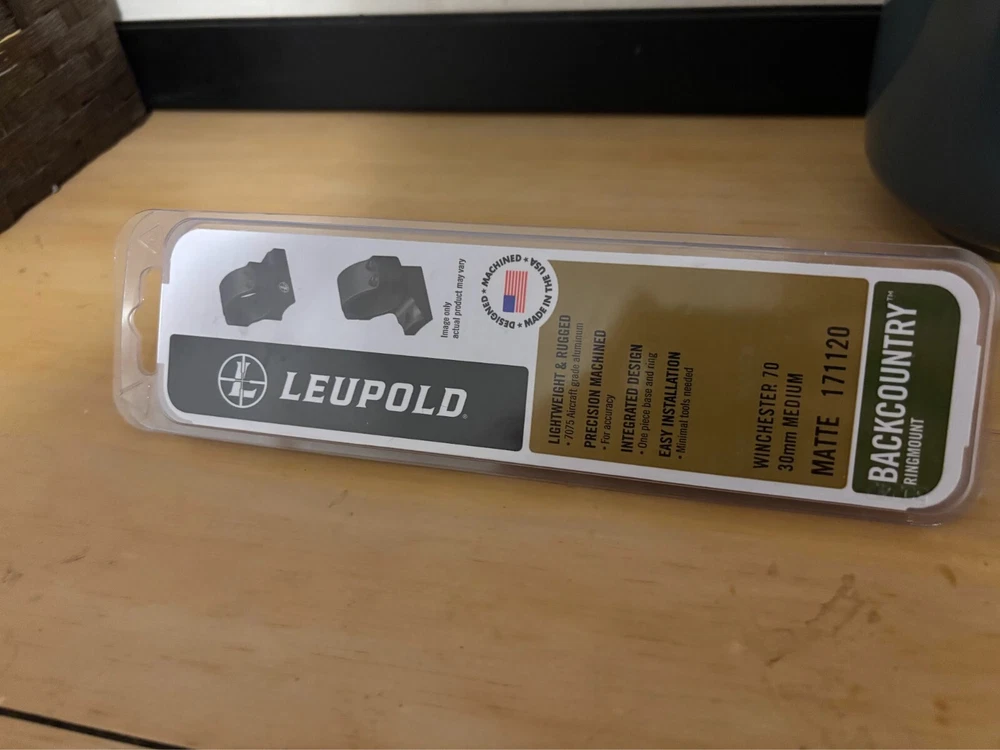 LEUPOLD®
Image only
actual product may vary
DESIGNED ★ MACHINED ★ MADE IN THE USA ★
LIGHTWEIGHT & RUGGED
• 7075 Aircraft grade aluminum
PRECISION MACHINED
• For accuracy
INTEGRATED DESIGN
• One piece base and ring
EASY INSTALLATION
• Minimal tools needed
WINCHESTER 70
30mm MEDIUM
MATTE 171120
BACKCOUNTRY™
RINGMOUNT